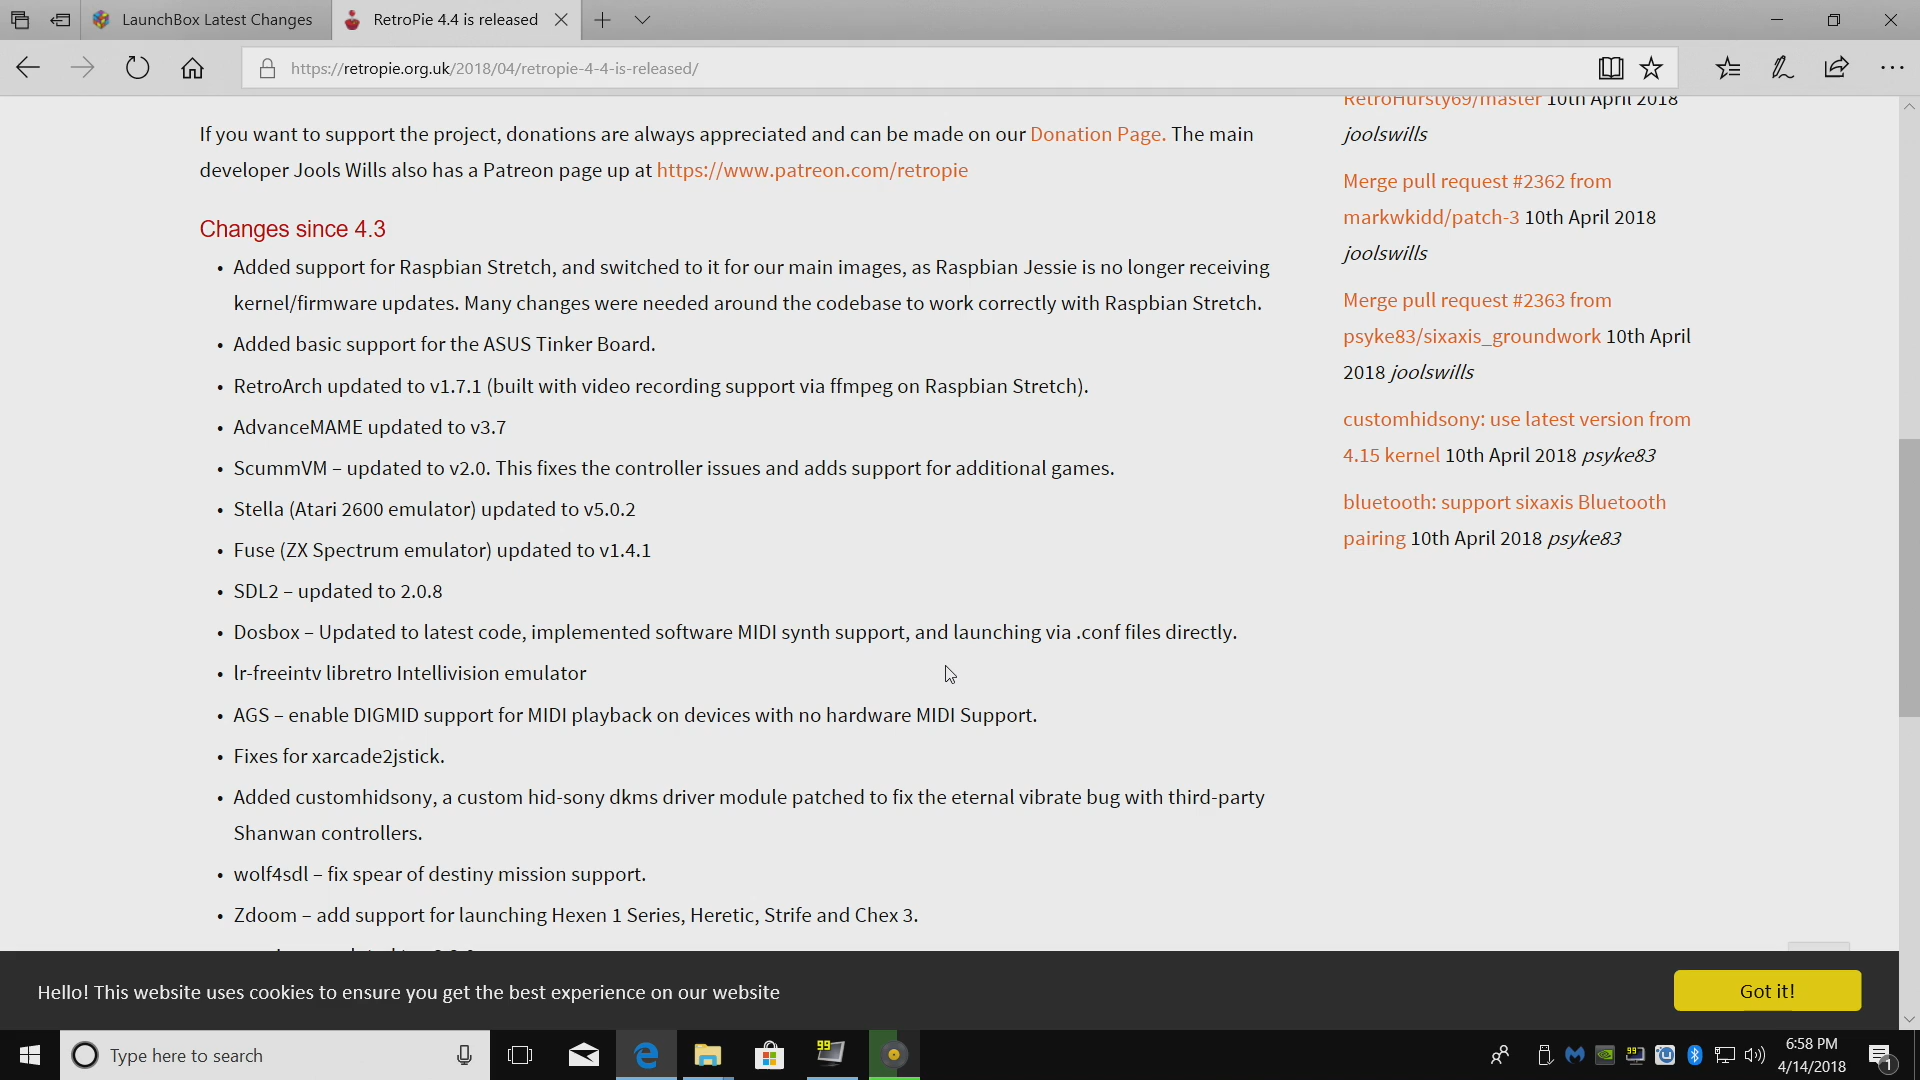 LaunchBox Latest Changes
RetroPie 4.4 is released
https://retropie.org.uk/2018/04/retropie-4-4-is-released/
If you want to support the project, donations are always appreciated and can be made on our Donation Page. The main
developer Jools Wills also has a Patreon page up at https://www.patreon.com/retropie
Changes since 4.3
• Added support for Raspbian Stretch, and switched to it for our main images, as Raspbian Jessie is no longer receiving
kernel/firmware updates. Many changes were needed around the codebase to work correctly with Raspbian Stretch.
• Added basic support for the ASUS Tinker Board.
• RetroArch updated to v1.7.1 (built with video recording support via ffmpeg on Raspbian Stretch).
• AdvanceMAME updated to v3.7
• ScummVM – updated to v2.0. This fixes the controller issues and adds support for additional games.
• Stella (Atari 2600 emulator) updated to v5.0.2
• Fuse (ZX Spectrum emulator) updated to v1.4.1
• SDL2 – updated to 2.0.8
• Dosbox – Updated to latest code, implemented software MIDI synth support, and launching via .conf files directly.
• lr-freeintv libretro Intellivision emulator
• AGS – enable DIGMID support for MIDI playback on devices with no hardware MIDI Support.
• Fixes for xarcade2jstick.
• Added customhidsony, a custom hid-sony dkms driver module patched to fix the eternal vibrate bug with third-party
Shanwan controllers.
• wolf4sdl – fix spear of destiny mission support.
• Zdoom – add support for launching Hexen 1 Series, Heretic, Strife and Chex 3.
RetroHursty69/master 10th April 2018
joolswills
Merge pull request #2362 from
markwkidd/patch-3 10th April 2018
joolswills
Merge pull request #2363 from
psyke83/sixaxis_groundwork 10th April
2018 joolswills
customhidsony: use latest version from
4.15 kernel 10th April 2018 psyke83
bluetooth: support sixaxis Bluetooth
pairing 10th April 2018 psyke83
Hello! This website uses cookies to ensure you get the best experience on our website
Got it!
Type here to search
99
99
6:58 PM
4/14/2018
1